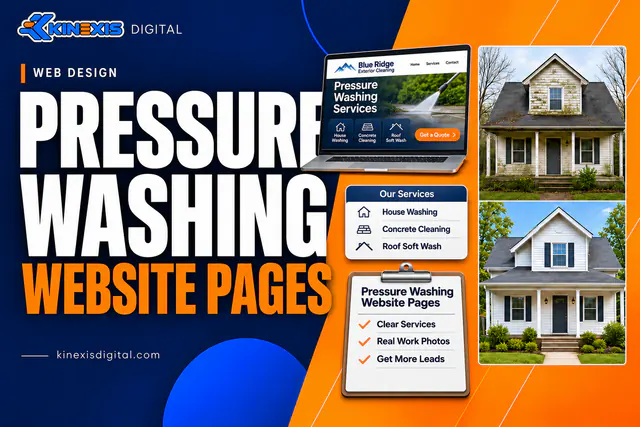 KINEXIS DIGITAL
WEB DESIGN
PRESSURE
WASHING
WEBSITE PAGES
kinexisdigital.com
Blue Ridge
Exterior Cleaning
Home Services Contact
Pressure
Washing
Services
House
Washing
Concrete
Cleaning
Roof
Soft Wash
Get a Quote
Our Services
House Washing
Concrete Cleaning
Roof Soft Wash
Pressure Washing
Website Pages
Clear Services
Real Work Photos
Get More Leads